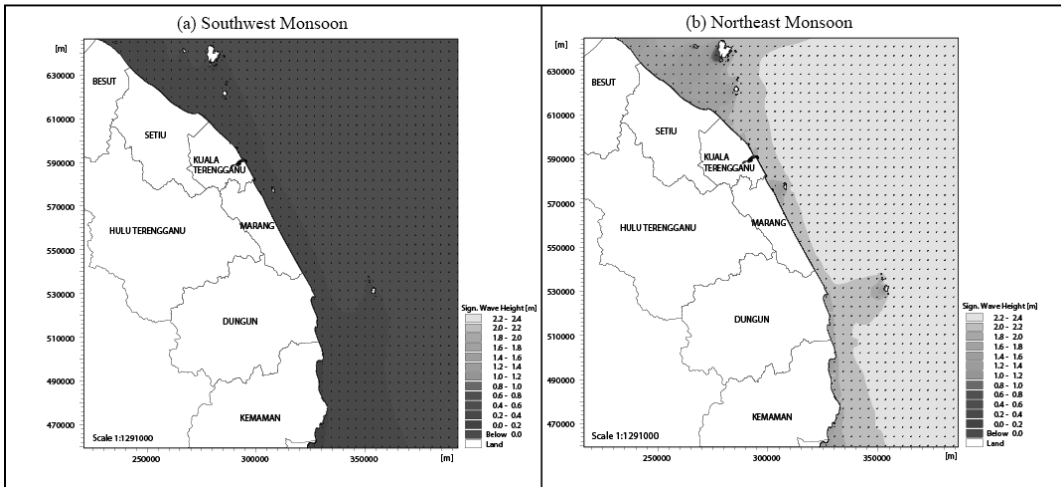 (a) Southwest Monsoon
[m]
630000
610000
590000
570000
550000
510000
490000
470000
BESUT
SETIU
KUALA
TERENGGANU
HULU TERENGGANU
MARANG
DUNGUN
KEMAMAN
Scale 1:1291000
Sign. Wave Height [m]
2.2 - 2.4
2.0 - 2.2
1.8 - 2.0
1.6 - 1.8
1.4 - 1.6
1.2 - 1.4
1.0 - 1.2
0.8 - 1.0
0.6 - 0.8
0.4 - 0.6
0.2 - 0.4
0.0 - 0.2
Below 0.0
Land
250000
300000
350000
[m]
(b) Northeast Monsoon
[m]
630000
610000
590000
570000
550000
510000
490000
470000
BESUT
SETIU
KUALA
TERENGGANU
HULU TERENGGANU
MARANG
DUNGUN
KEMAMAN
Scale 1:1291000
Sign. Wave Height [m]
2.2 - 2.4
2.0 - 2.2
1.8 - 2.0
1.6 - 1.8
1.4 - 1.6
1.2 - 1.4
1.0 - 1.2
0.8 - 1.0
0.6 - 0.8
0.4 - 0.6
0.2 - 0.4
0.0 - 0.2
Below 0.0
Land
250000
300000
350000
[m]